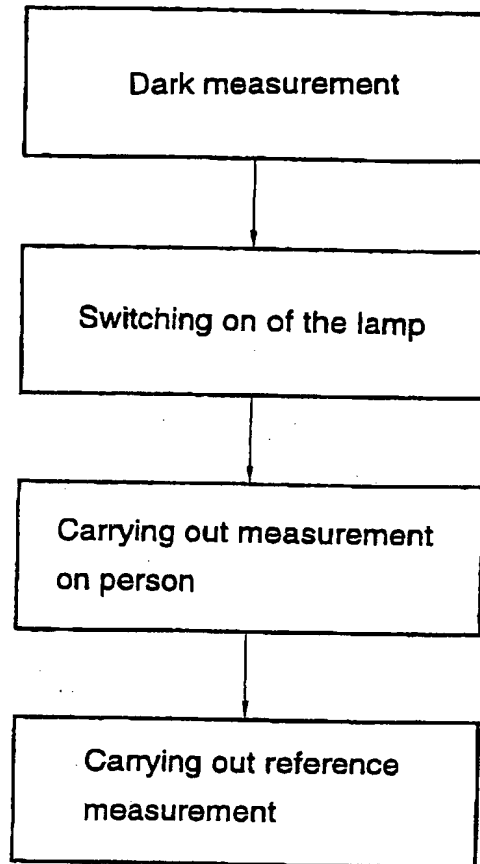 Dark measurement
Switching on of the lamp
Carrying out measurement
on person
Carrying out reference
measurement